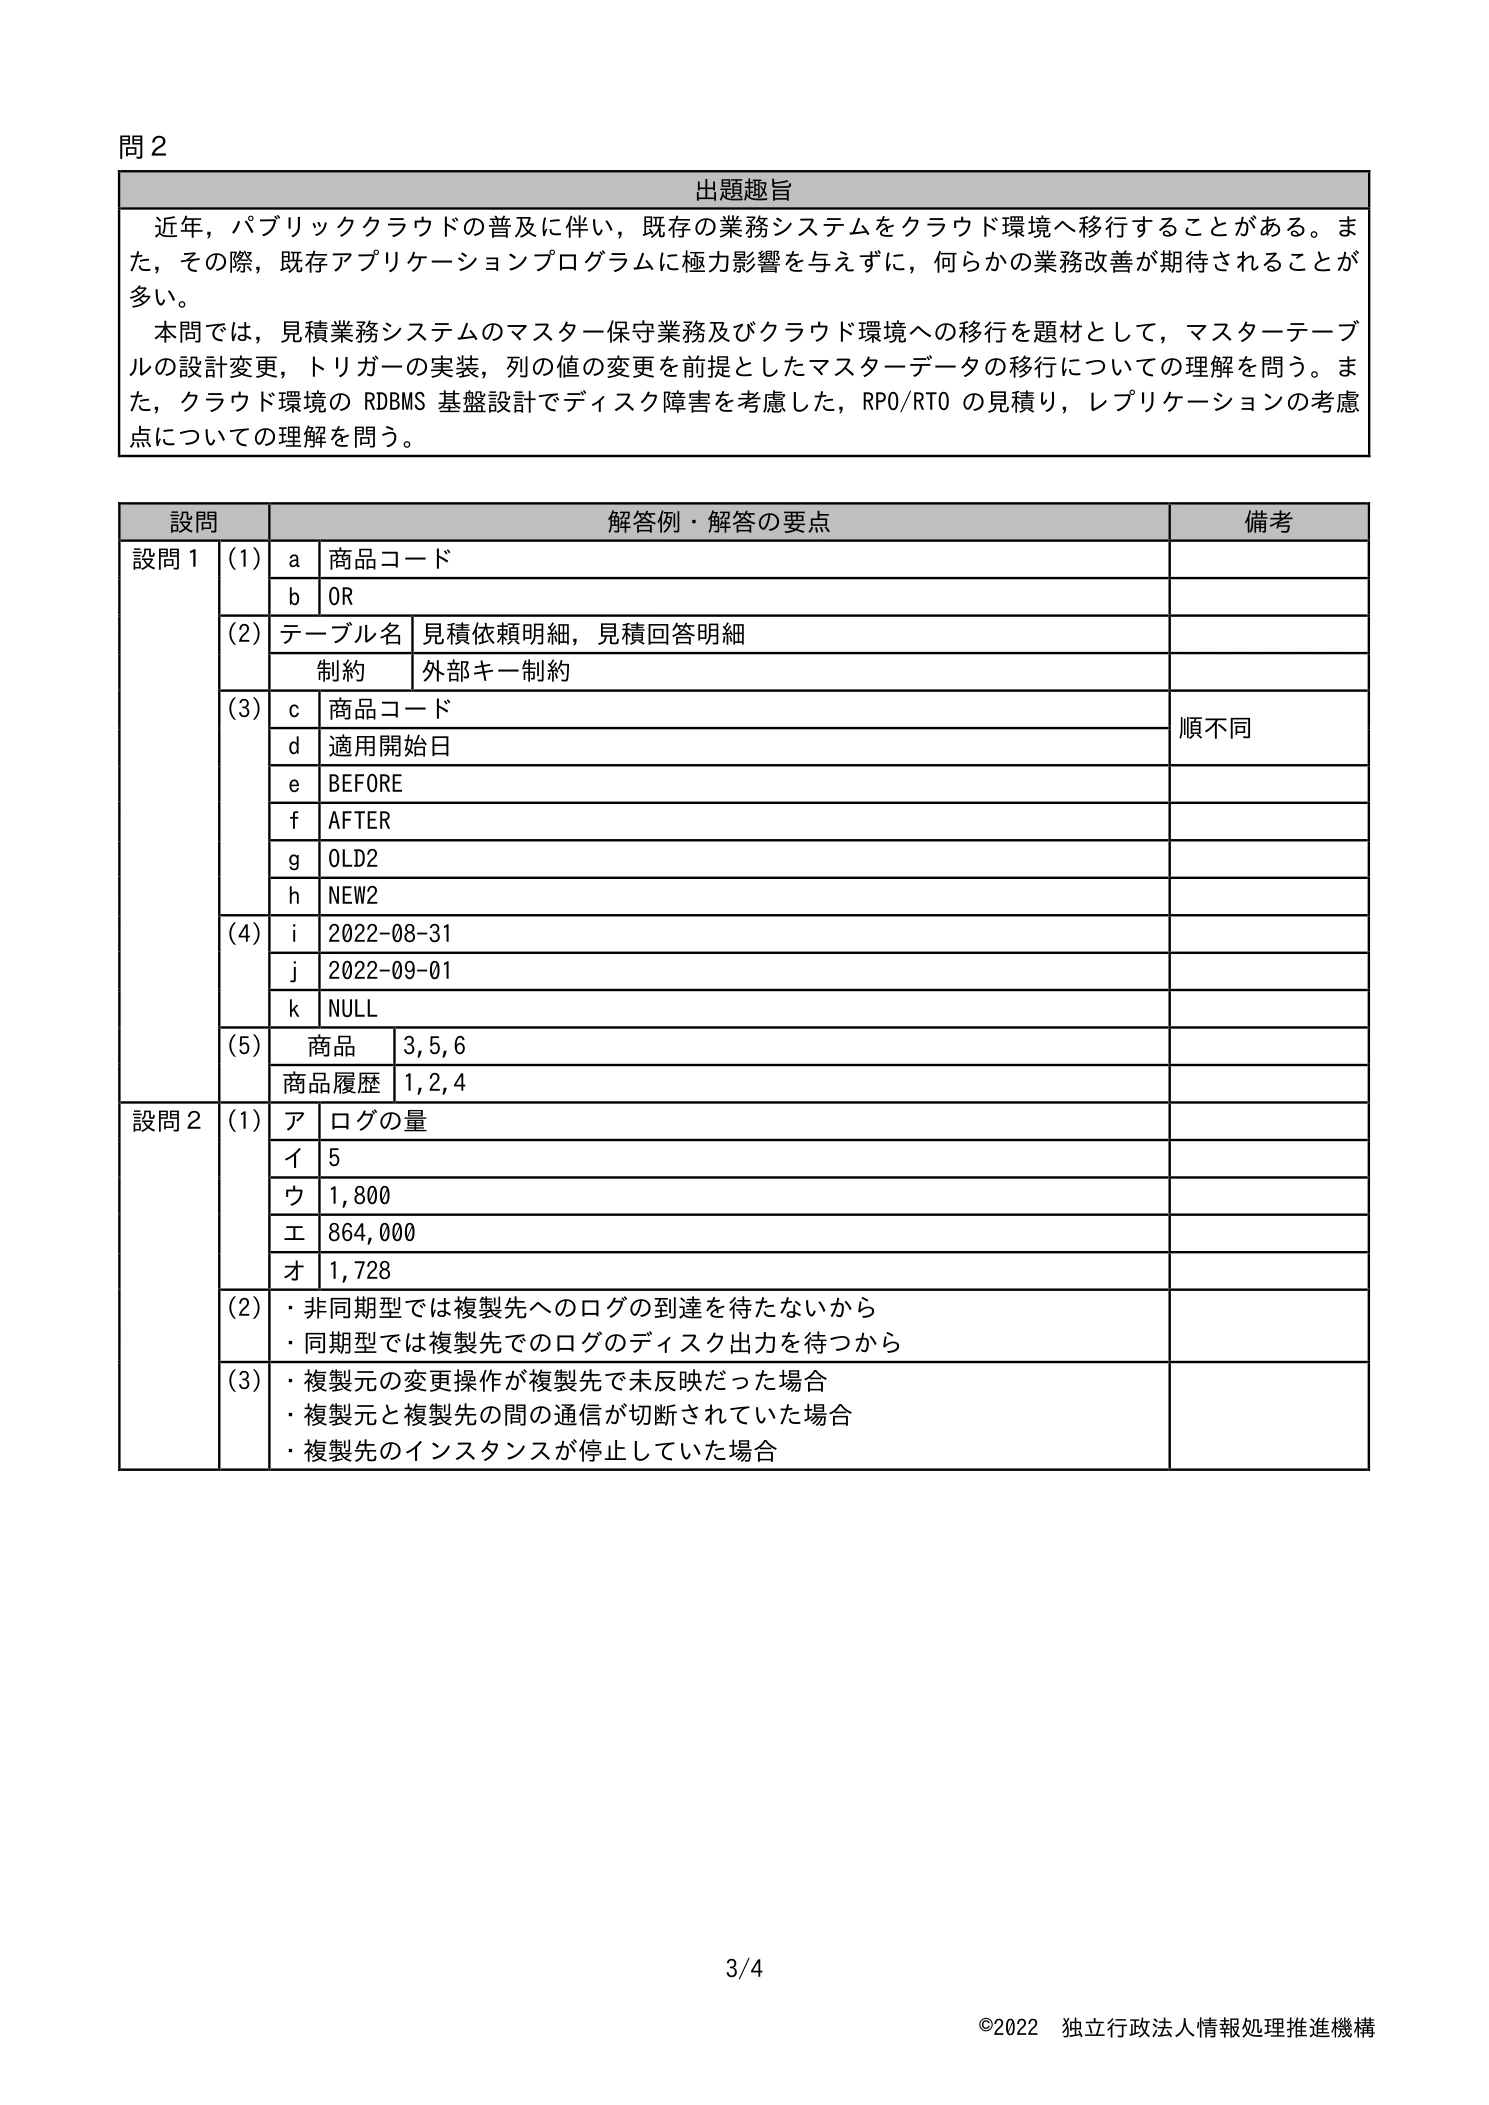 問２
出題趣旨
近年，パブリッククラウドの普及に伴い，既存の業務システムをクラウド環境へ移行することがある。ま
た，その際，既存アプリケーションプログラムに極力影響を与えずに，何らかの業務改善が期待されることが
多い。
本問では，見積業務システムのマスター保守業務及びクラウド環境への移行を題材として，マスターテーブ
ルの設計変更，トリガーの実装，列の値の変更を前提としたマスターデータの移行についての理解を問う。ま
た，クラウド環境の RDBMS 基盤設計でディスク障害を考慮した，RPO/RTO の見積り，レプリケーションの考慮
点についての理解を問う。
設問 解答例・解答の要点 備考
設問１ (1) a 商品コード
b OR
(2) テーブル名 見積依頼明細，見積回答明細
制約 外部キー制約
(3) c 商品コード 順不同
d 適用開始日
e BEFORE
f AFTER
g OLD2
h NEW2
(4) i 2022-08-31
j 2022-09-01
k NULL
(5) 商品 3,5,6
商品履歴 1,2,4
設問２ (1) ア ログの量
イ 5
ウ 1,800
エ 864,000
オ 1,728
(2) ・非同期型では複製先へのログの到達を待たないから
・同期型では複製先でのログのディスク出力を待つから
(3) ・複製元の変更操作が複製先で未反映だった場合
・複製元と複製先の間の通信が切断されていた場合
・複製先のインスタンスが停止していた場合
3/4
©2022 独立行政法人情報処理推進機構